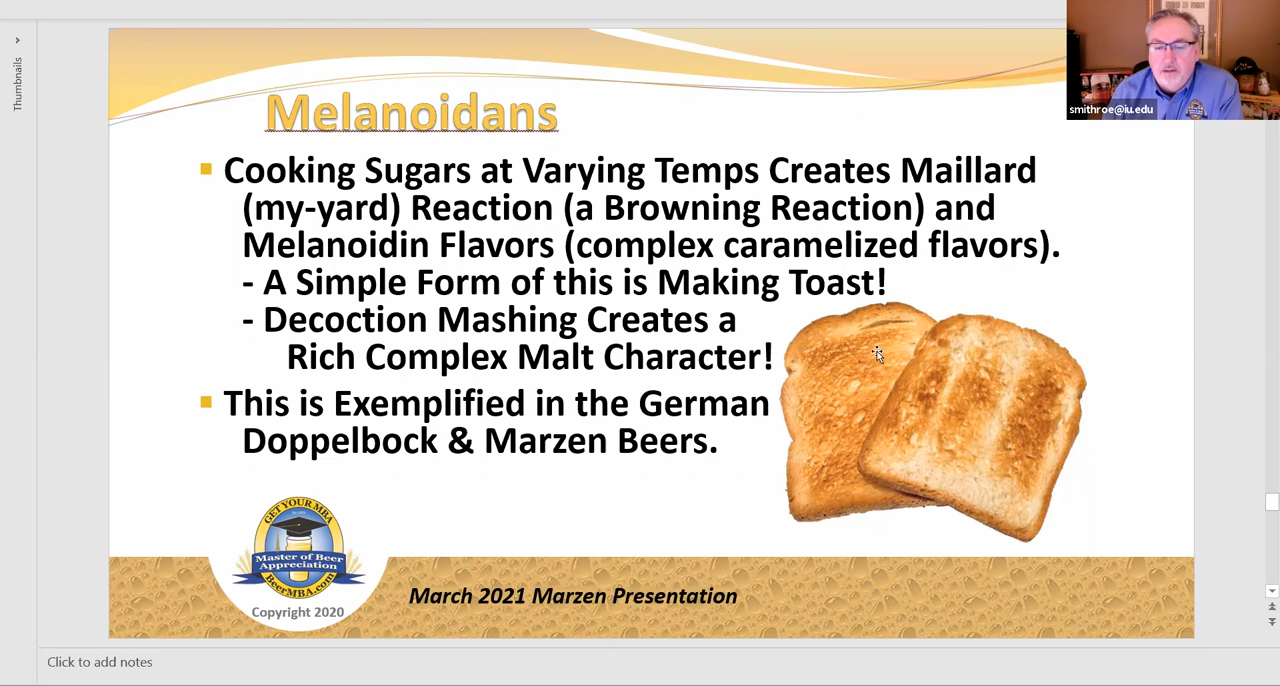 Thumbnails
smithroe@iu.edu
Melanoidans
Cooking Sugars at Varying Temps Creates Maillard
(my-yard) Reaction (a Browning Reaction) and
Melanoidin Flavors (complex caramelized flavors).
- A Simple Form of this is Making Toast!
- Decoction Mashing Creates a
Rich Complex Malt Character!
This is Exemplified in the German
Doppelbock & Marzen Beers.
GET YOUR MBA
Master of Beer
Appreciation
BeerMBA.com
Copyright 2020
March 2021 Marzen Presentation
Click to add notes